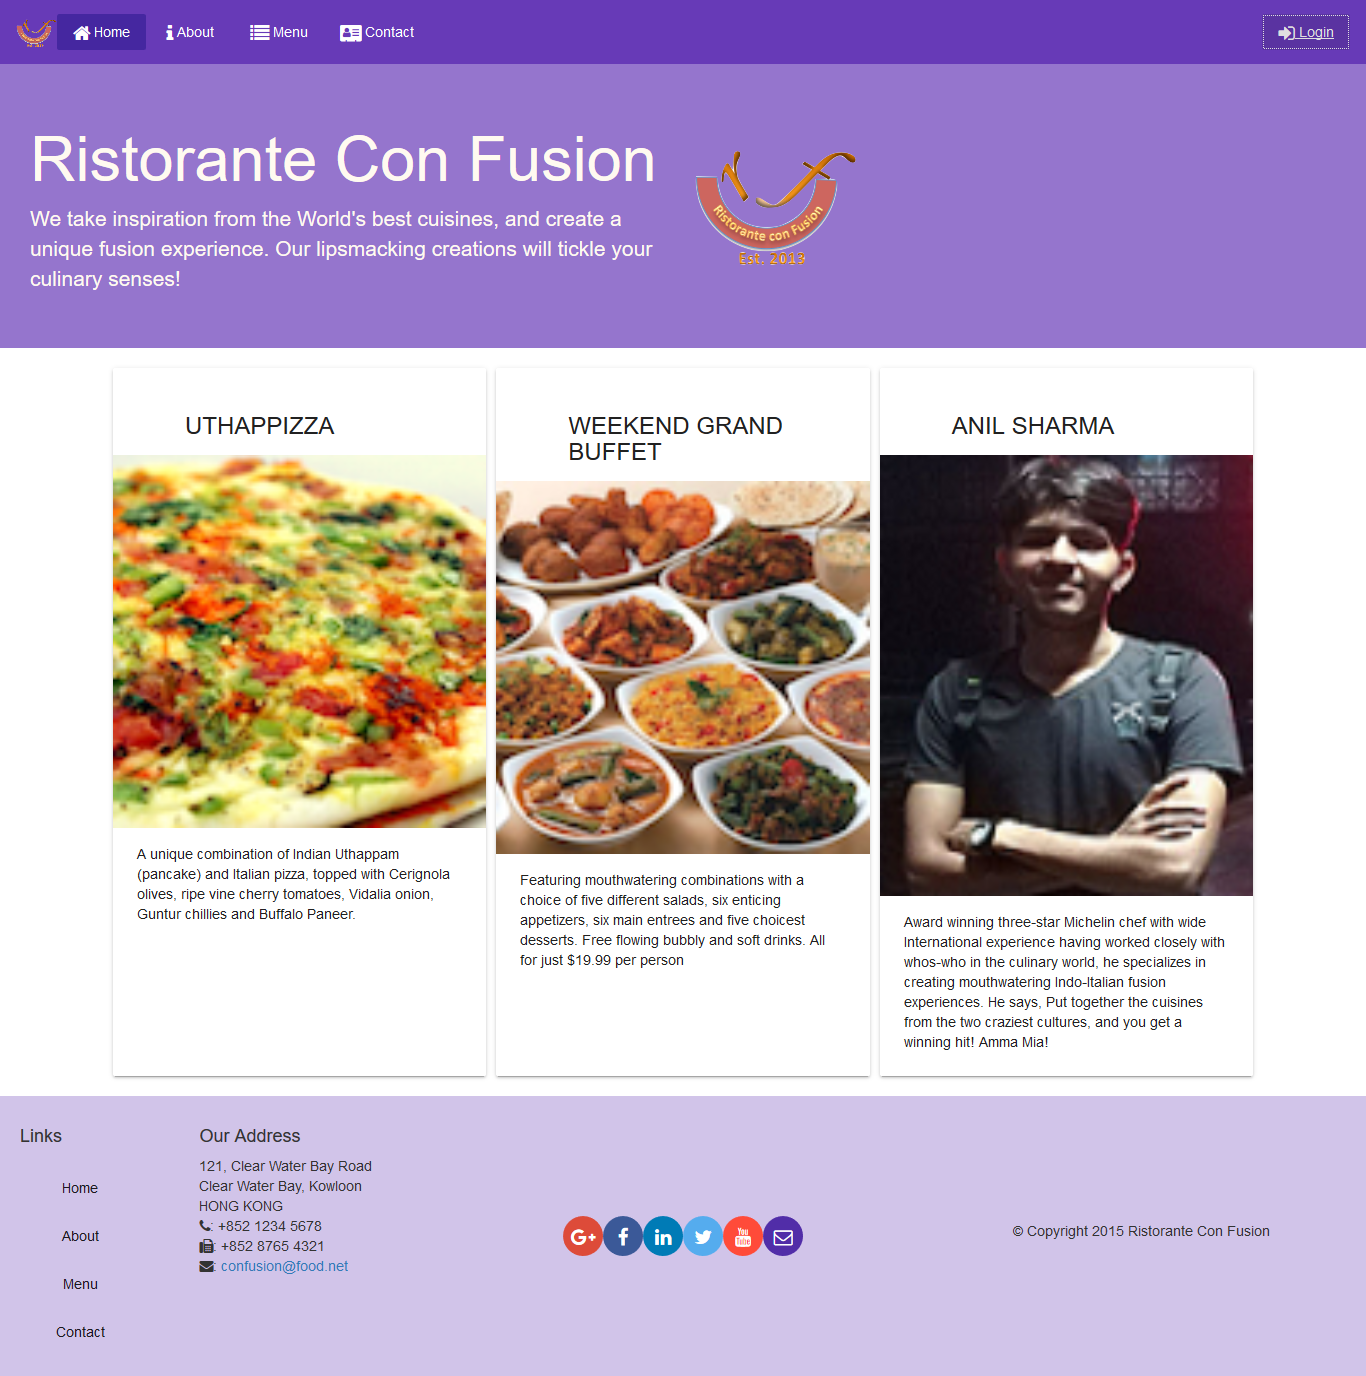 Home
About
Menu
Contact
Login
Ristorante Con Fusion
We take inspiration from the World's best cuisines, and create a
unique fusion experience. Our lipsmacking creations will tickle your
culinary senses!
Ristorante con Fusion
Est. 2013
UTHAPPIZZA
A unique combination of Indian Uthappam
(pancake) and Italian pizza, topped with Cerignola
olives, ripe vine cherry tomatoes, Vidalia onion,
Guntur chillies and Buffalo Paneer.
WEEKEND GRAND
BUFFET
Featuring mouthwatering combinations with a
choice of five different salads, six enticing
appetizers, six main entrees and five choicest
desserts. Free flowing bubbly and soft drinks. All
for just $19.99 per person
ANIL SHARMA
Award winning three-star Michelin chef with wide
International experience having worked closely with
whos-who in the culinary world, he specializes in
creating mouthwatering Indo-Italian fusion
experiences. He says, Put together the cuisines
from the two craziest cultures, and you get a
winning hit! Amma Mia!
Links
Home
About
Menu
Contact
Our Address
121, Clear Water Bay Road
Clear Water Bay, Kowloon
HONG KONG
: +852 1234 5678
: +852 8765 4321
: confusion@food.net
G+
f
in
You
Tube
© Copyright 2015 Ristorante Con Fusion